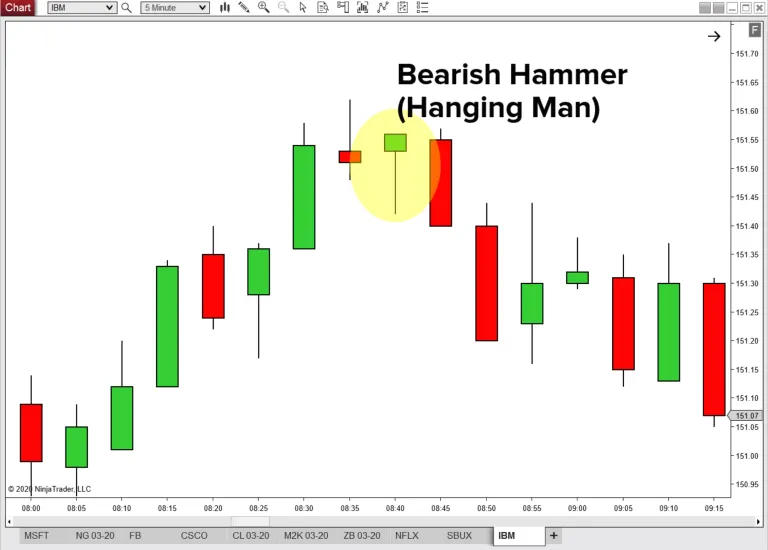 Chart IBM 5 Minute
F
Bearish Hammer
(Hanging Man)
151.70
151.65
151.60
151.55
151.50
151.45
151.40
151.35
151.30
151.25
151.20
151.15
151.10
151.07
151.05
151.00
150.95
© 2020 NinjaTrader, LLC
08:00 08:05 08:10 08:15 08:20 08:25 08:30 08:35 08:40 08:45 08:50 08:55 09:00 09:05 09:10 09:15
MSFT NG 03-20 FB CSCO CL 03-20 M2K 03-20 ZB 03-20 NFLX SBUX IBM +